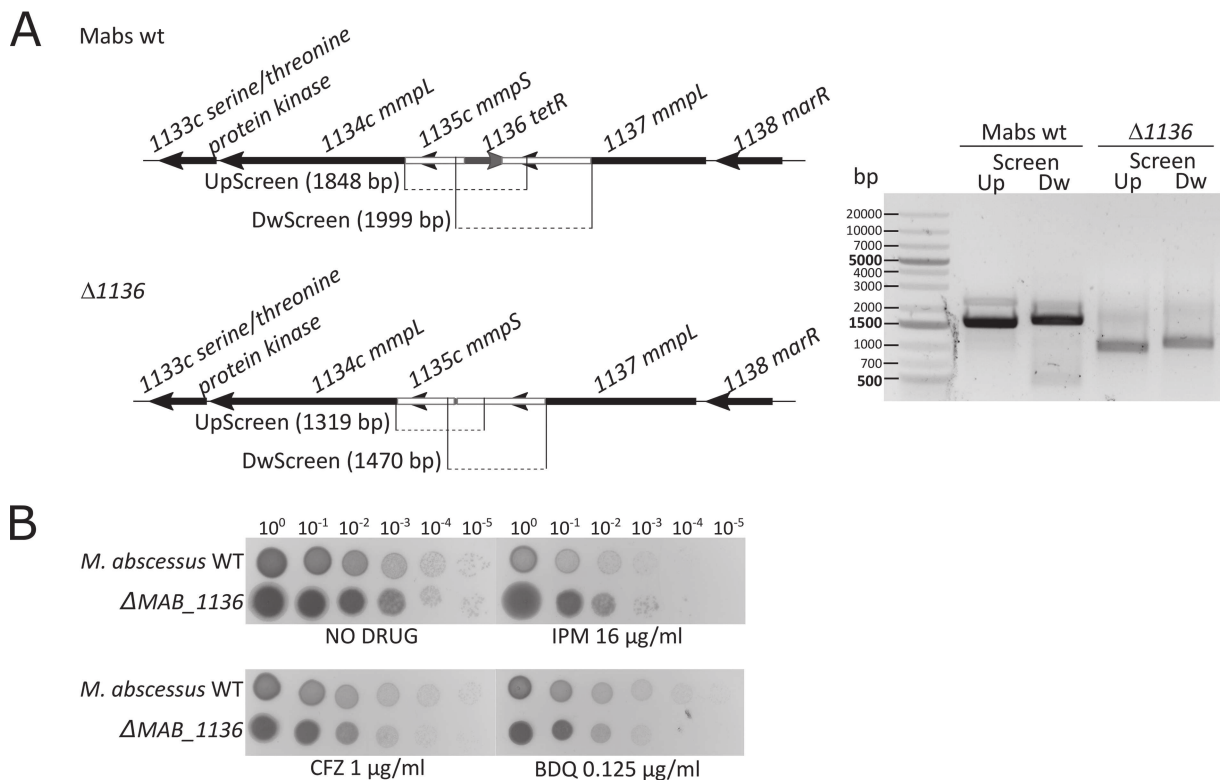 A
Mabs wt
1133c serine/threonine
protein kinase
1134c mmpL
1135c mmpS
1136 tetR
1137 mmpL
1138 marR
UpScreen (1848 bp)
DwScreen (1999 bp)
Δ1136
1133c serine/threonine
protein kinase
1134c mmpL
1135c mmpS
1137 mmpL
1138 marR
UpScreen (1319 bp)
DwScreen (1470 bp)
Mabs wt Δ1136
Screen Screen
bp Up Dw Up Dw
20000
10000
7000
5000
4000
3000
2000
1500
1000
700
500
B
10⁰ 10⁻¹ 10⁻² 10⁻³ 10⁻⁴ 10⁻⁵ 10⁰ 10⁻¹ 10⁻² 10⁻³ 10⁻⁴ 10⁻⁵
M. abscessus WT
ΔMAB_1136
NO DRUG IPM 16 µg/ml
M. abscessus WT
ΔMAB_1136
CFZ 1 µg/ml BDQ 0.125 µg/ml